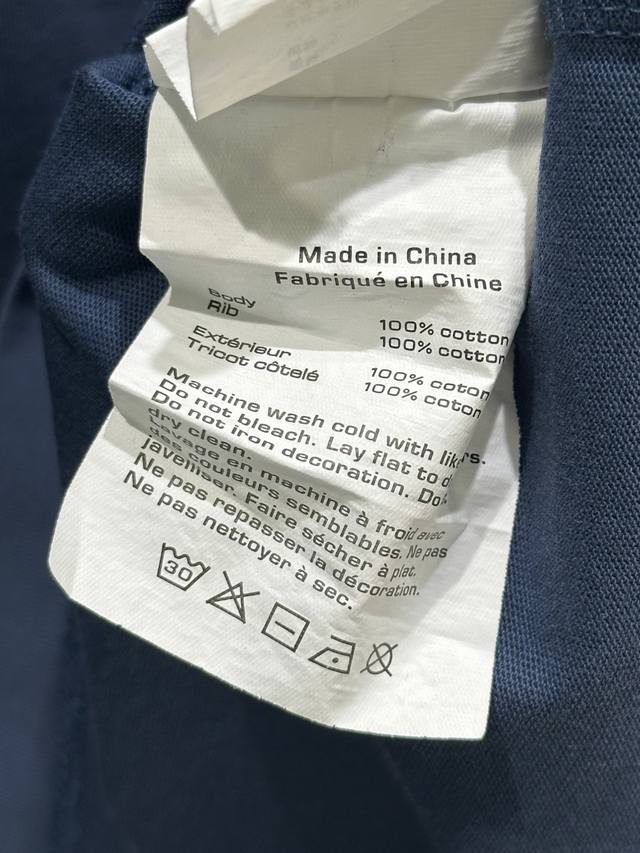 Made in China
Fabriqué en Chine
Body 100% cotton
Rib 100% cotton
Extérieur 100% coton
Tricot côtelé 100% coton
Machine wash cold with
Do not bleach. Lay flat to
Do not iron decoration.
dry clean.
Lavage en machine à froid avec
des couleurs semblables. Ne pas
javelliser. Faire sécher à plat.
Ne pas repasser la décoration.
Ne pas nettoyer à sec.
30